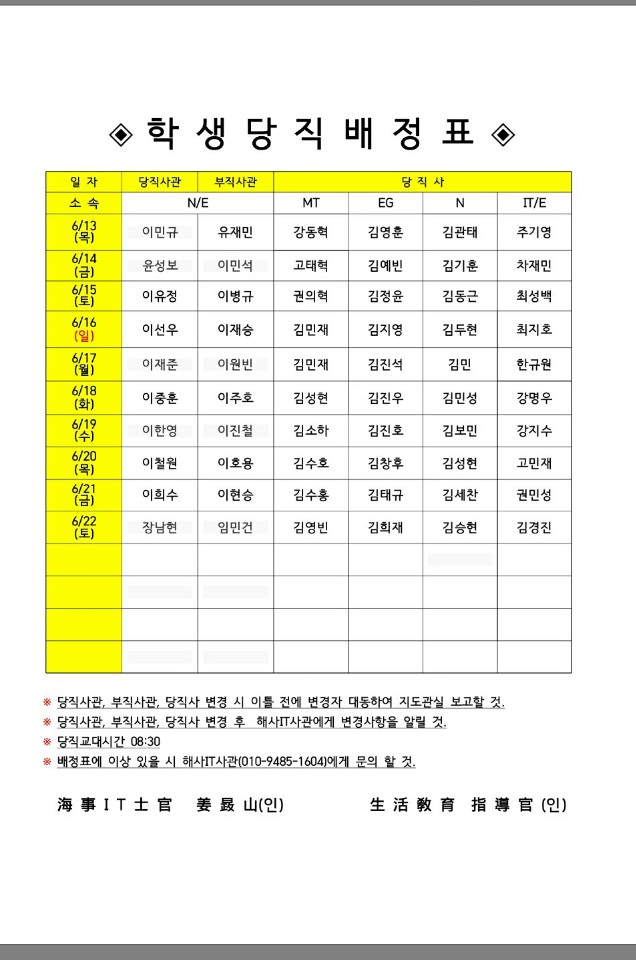 ◈ 학 생 당 직 배 정 표 ◈
일 자 당직사관 부직사관 당 직 사
소 속 N/E MT EG N IT/E
6/13 (목) 이민규 유재민 강동혁 김영훈 김관태 주기영
6/14 (금) 윤성보 이민석 고태혁 김예빈 김기훈 차재민
6/15 (토) 이유정 이병규 권의혁 김정윤 김동근 최성백
6/16 (일) 이선우 이재승 김민재 김지영 김두현 최지호
6/17 (월) 이재준 이원빈 김민재 김진석 김민 한규원
6/18 (화) 이중훈 이주호 김성현 김진우 김민성 강명우
6/19 (수) 이한영 이진철 김소하 김진호 김보민 강지수
6/20 (목) 이철원 이호용 김수호 김창후 김성현 고민재
6/21 (금) 이희수 이현승 김수홍 김태규 김세찬 권민성
6/22 (토) 장남현 임민건 김영빈 김희재 김승현 김경진
※ 당직사관, 부직사관, 당직사 변경 시 이틀 전에 변경자 대동하여 지도관실 보고할 것.
※ 당직사관, 부직사관, 당직사 변경 후 해사IT사관에게 변경사항을 알릴 것.
※ 당직교대시간 08:30
※ 배정표에 이상 있을 시 해사IT사관(010-9485-1604)에게 문의 할 것.
海 事 I T 士 官 姜 山(인) 生 活 敎 育 指 導 官 (인)